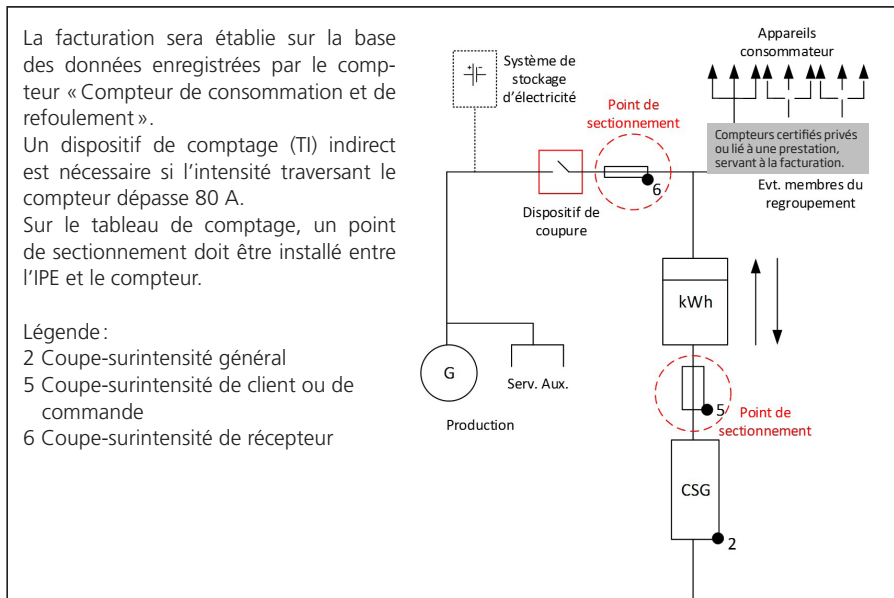 La facturation sera établie sur la base
des données enregistrées par le comp-
teur « Compteur de consommation et de
refoulement ».
Un dispositif de comptage (TI) indirect
est nécessaire si l’intensité traversant le
compteur dépasse 80 A.
Sur le tableau de comptage, un point
de sectionnement doit être installé entre
l’IPE et le compteur.
Légende :
2 Coupe-surintensité général
5 Coupe-surintensité de client ou de
commande
6 Coupe-surintensité de récepteur
Système de
stockage
d’électricité
+ −
Point de
sectionnement
Appareils
consommateur
Compteurs certifiés privés
ou lié à une prestation,
servant à la facturation.
Evt. membres du
regroupement
6
Dispositif de
coupure
kWh
G
Serv. Aux.
Production
5
Point de
sectionnement
CSG
2